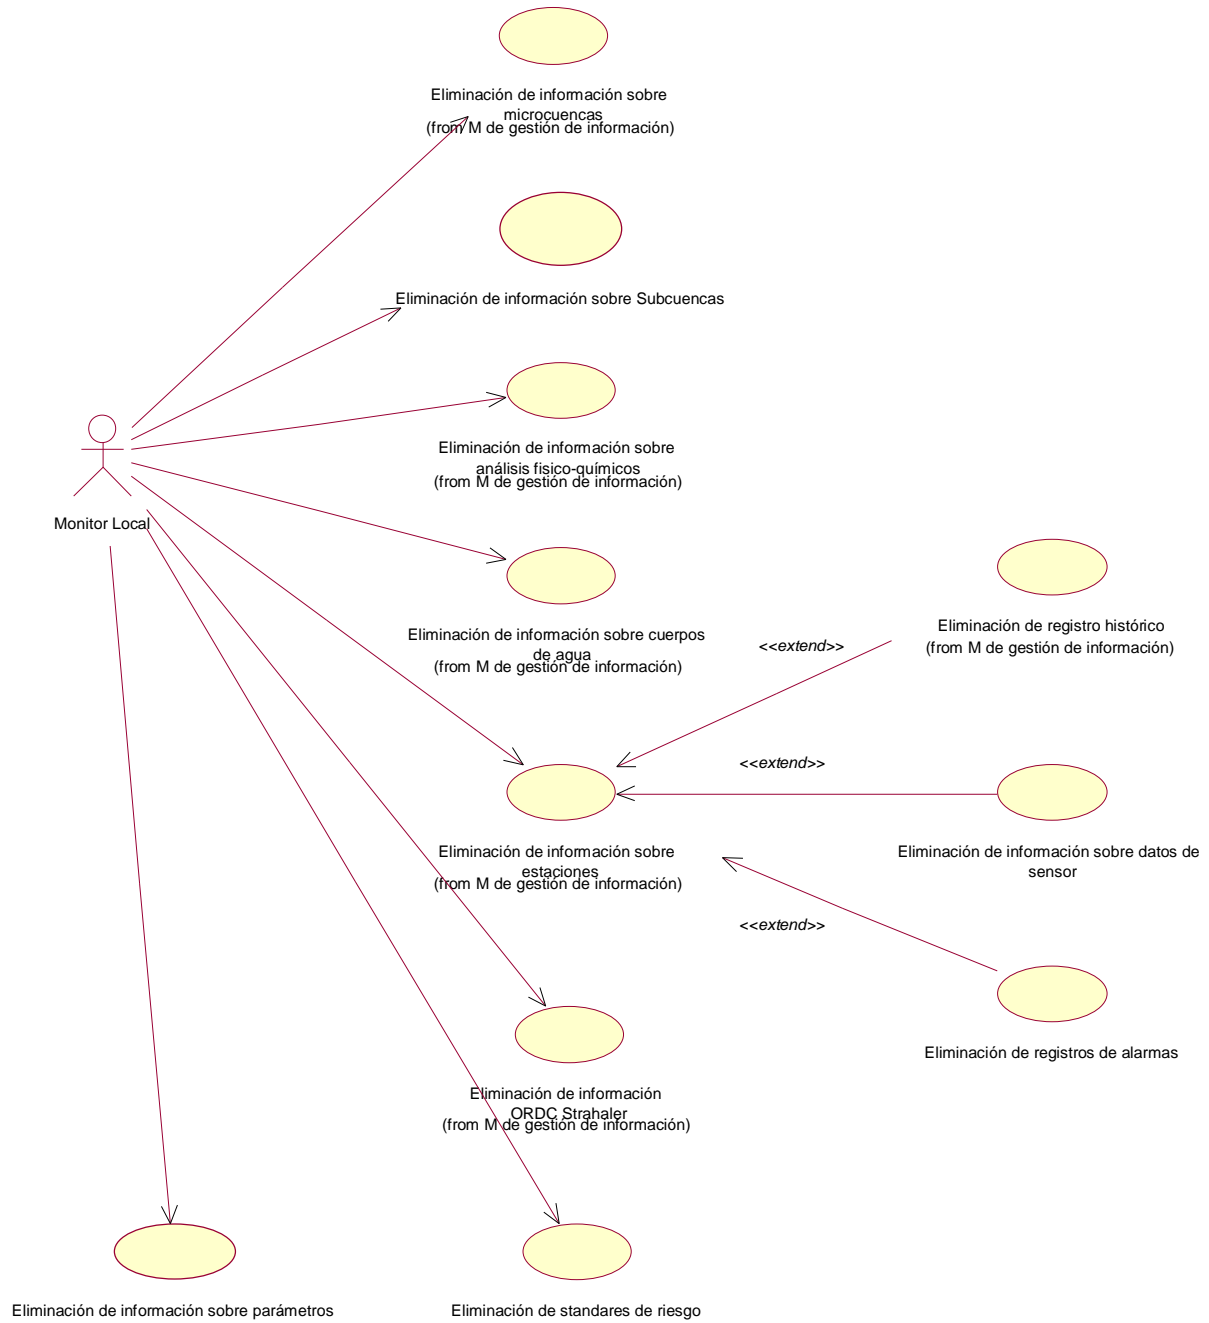 Eliminación de información sobre
microcuencas
(from M de gestión de información)
Eliminación de información sobre Subcuencas
Eliminación de información sobre
análisis fisico-químicos
(from M de gestión de información)
Monitor Local
Eliminación de información sobre cuerpos
de agua
(from M de gestión de información)
Eliminación de registro histórico
(from M de gestión de información)
<<extend>>
<<extend>>
Eliminación de información sobre
estaciones
(from M de gestión de información)
Eliminación de información sobre datos de
sensor
<<extend>>
Eliminación de registros de alarmas
Eliminación de información
ORDC Strahaler
(from M de gestión de información)
Eliminación de información sobre parámetros
Eliminación de standares de riesgo